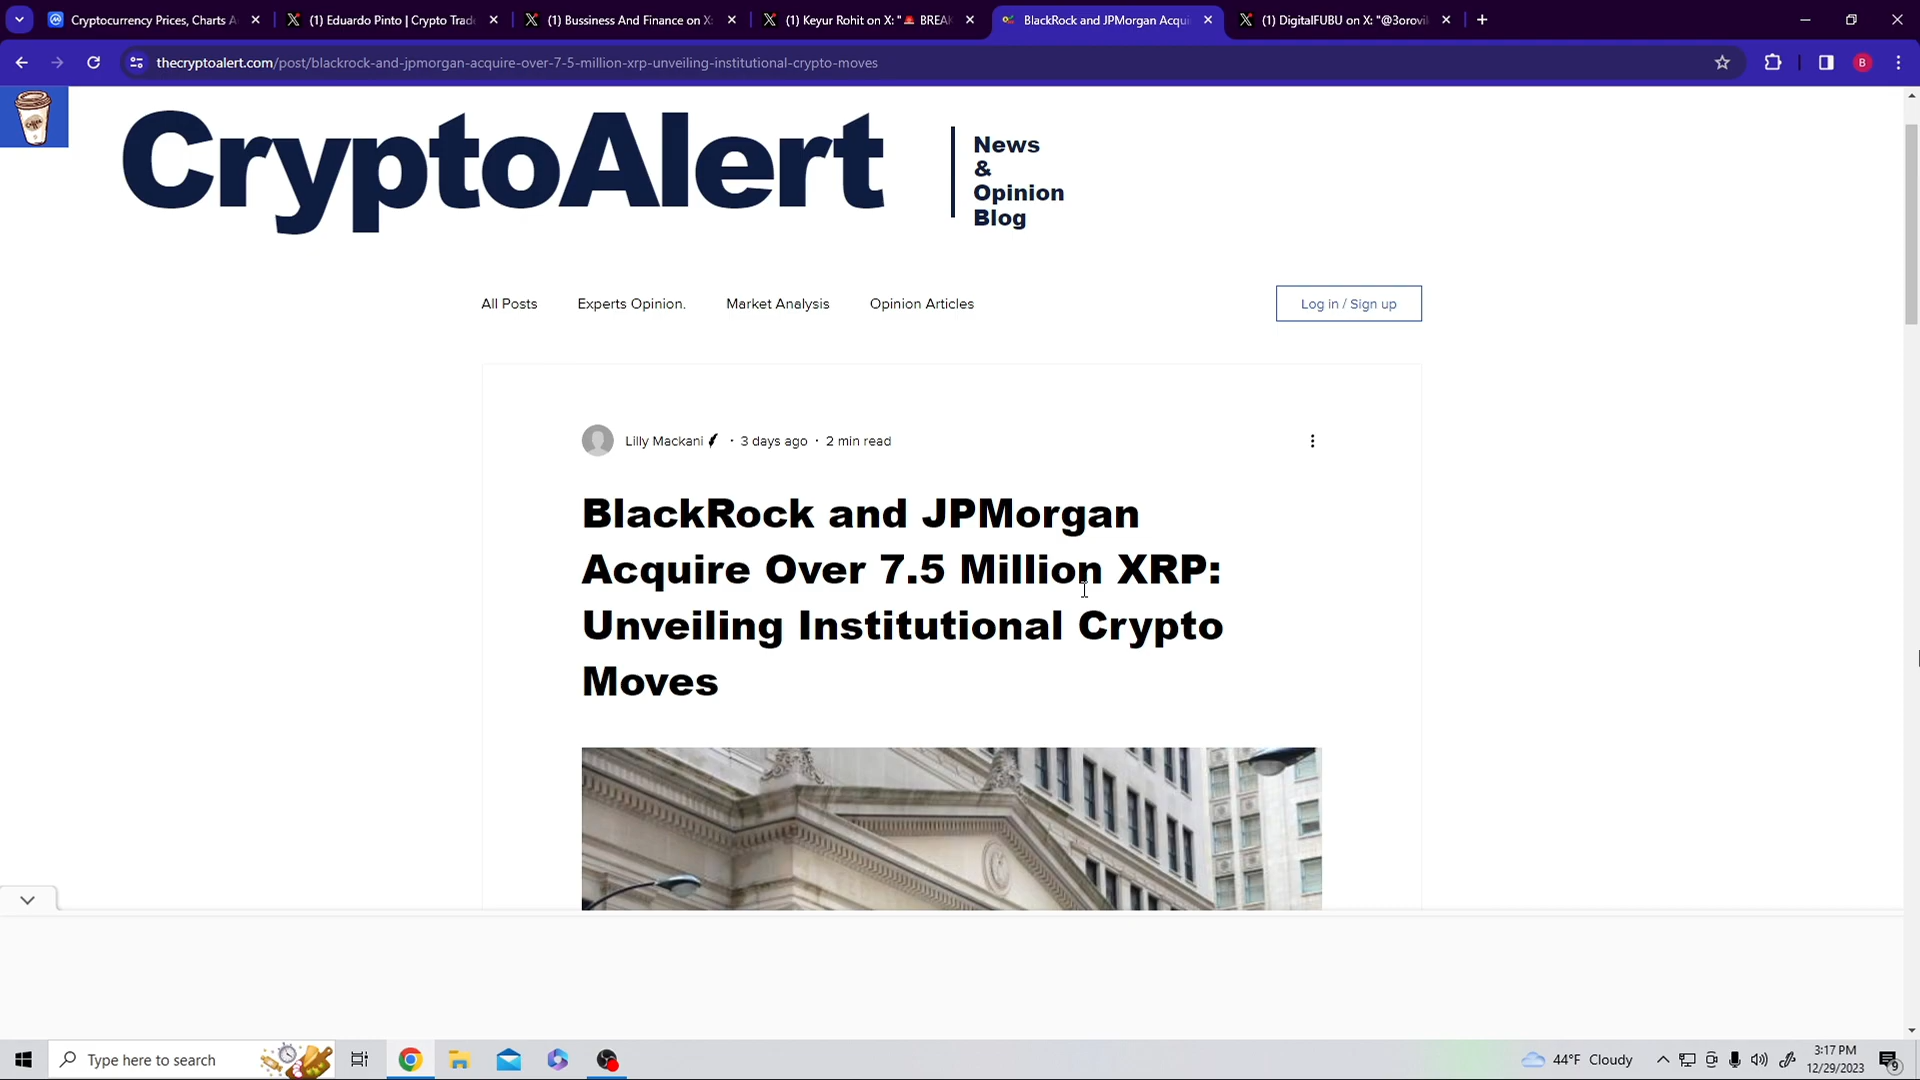 Cryptocurrency Prices, Charts A
(1) Eduardo Pinto | Crypto Trad
(1) Bussiness And Finance on X
(1) Keyur Rohit on X: "🚨 BREA
BlackRock and JPMorgan Acqui
(1) DigitalFUBU on X: "@3orovi
thecryptoalert.com/post/blackrock-and-jpmorgan-acquire-over-7-5-million-xrp-unveiling-institutional-crypto-moves
B
CryptoAlert
News
&
Opinion
Blog
All Posts
Experts Opinion.
Market Analysis
Opinion Articles
Log in / Sign up
Lilly Mackani · 3 days ago · 2 min read
BlackRock and JPMorgan
Acquire Over 7.5 Million XRP:
Unveiling Institutional Crypto
Moves
Type here to search
44°F Cloudy
3:17 PM
12/29/2023
9